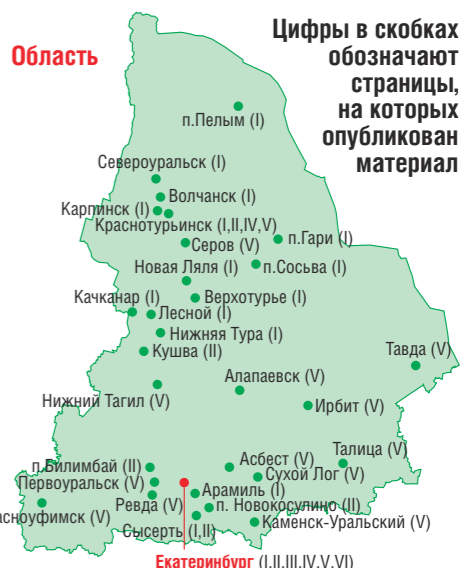 Область
Цифры в скобках
обозначают
страницы,
на которых
опубликован
материал
п.Пелым (I)
Североуральск (I)
Волчанск (I)
Карпинск (I)
Краснотурьинск (I,II,IV,V)
Серов (V)
п.Гари (I)
Новая Ляля (I)
п.Сосьва (I)
Качканар (I)
Верхотурье (I)
Лесной (I)
Нижняя Тура (I)
Кушва (II)
Тавда (V)
Алапаевск (V)
Нижний Тагил (V)
Ирбит (V)
Талица (V)
Асбест (V)
п.Билимбай (II)
Сухой Лог (V)
Первоуральск (V)
Арамиль (I)
Ревда (V)
п. Новокосулино (II)
асноуфимск (V)
Сысерть (I,II)
Каменск-Уральский (V)
Екатеринбург (I,II,III,IV,V,VI)